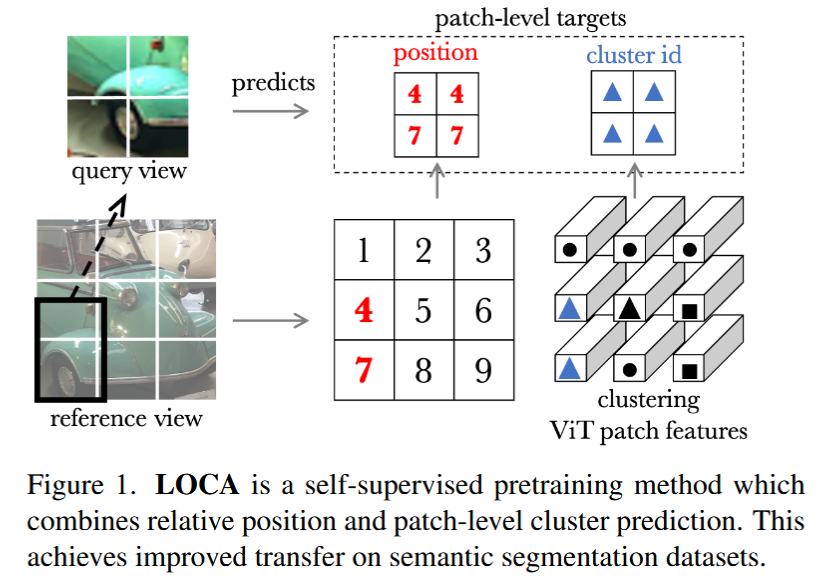 patch-level targets
position
cluster id
predicts
4 4
7 7
query view
1 2 3
4 5 6
7 8 9
reference view
clustering
ViT patch features
Figure 1. LOCA is a self-supervised pretraining method which
combines relative position and patch-level cluster prediction. This
achieves improved transfer on semantic segmentation datasets.